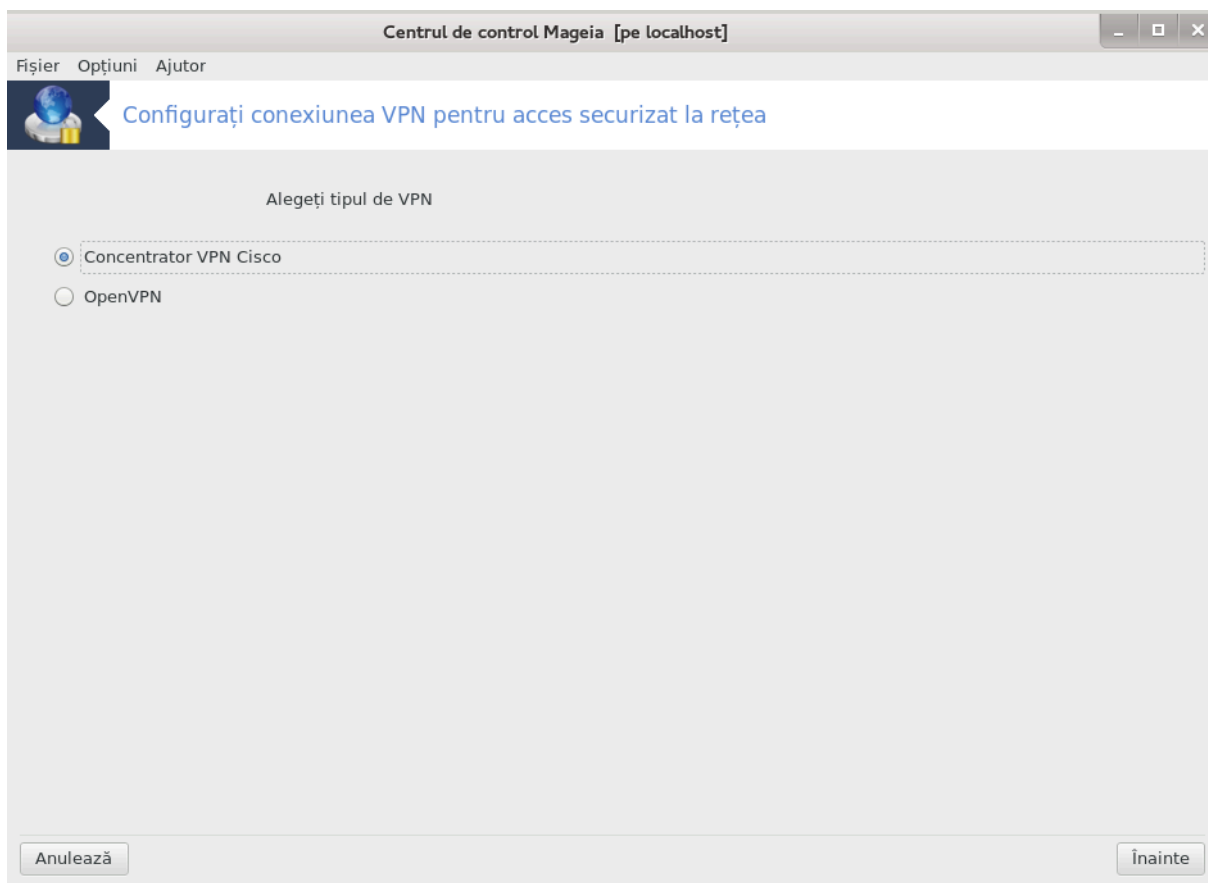 Centrul de control Mageia  [pe localhost]
Fișier Opțiuni Ajutor
Configurați conexiunea VPN pentru acces securizat la rețea
Alegeți tipul de VPN
Concentrator VPN Cisco
OpenVPN
Anulează Înainte